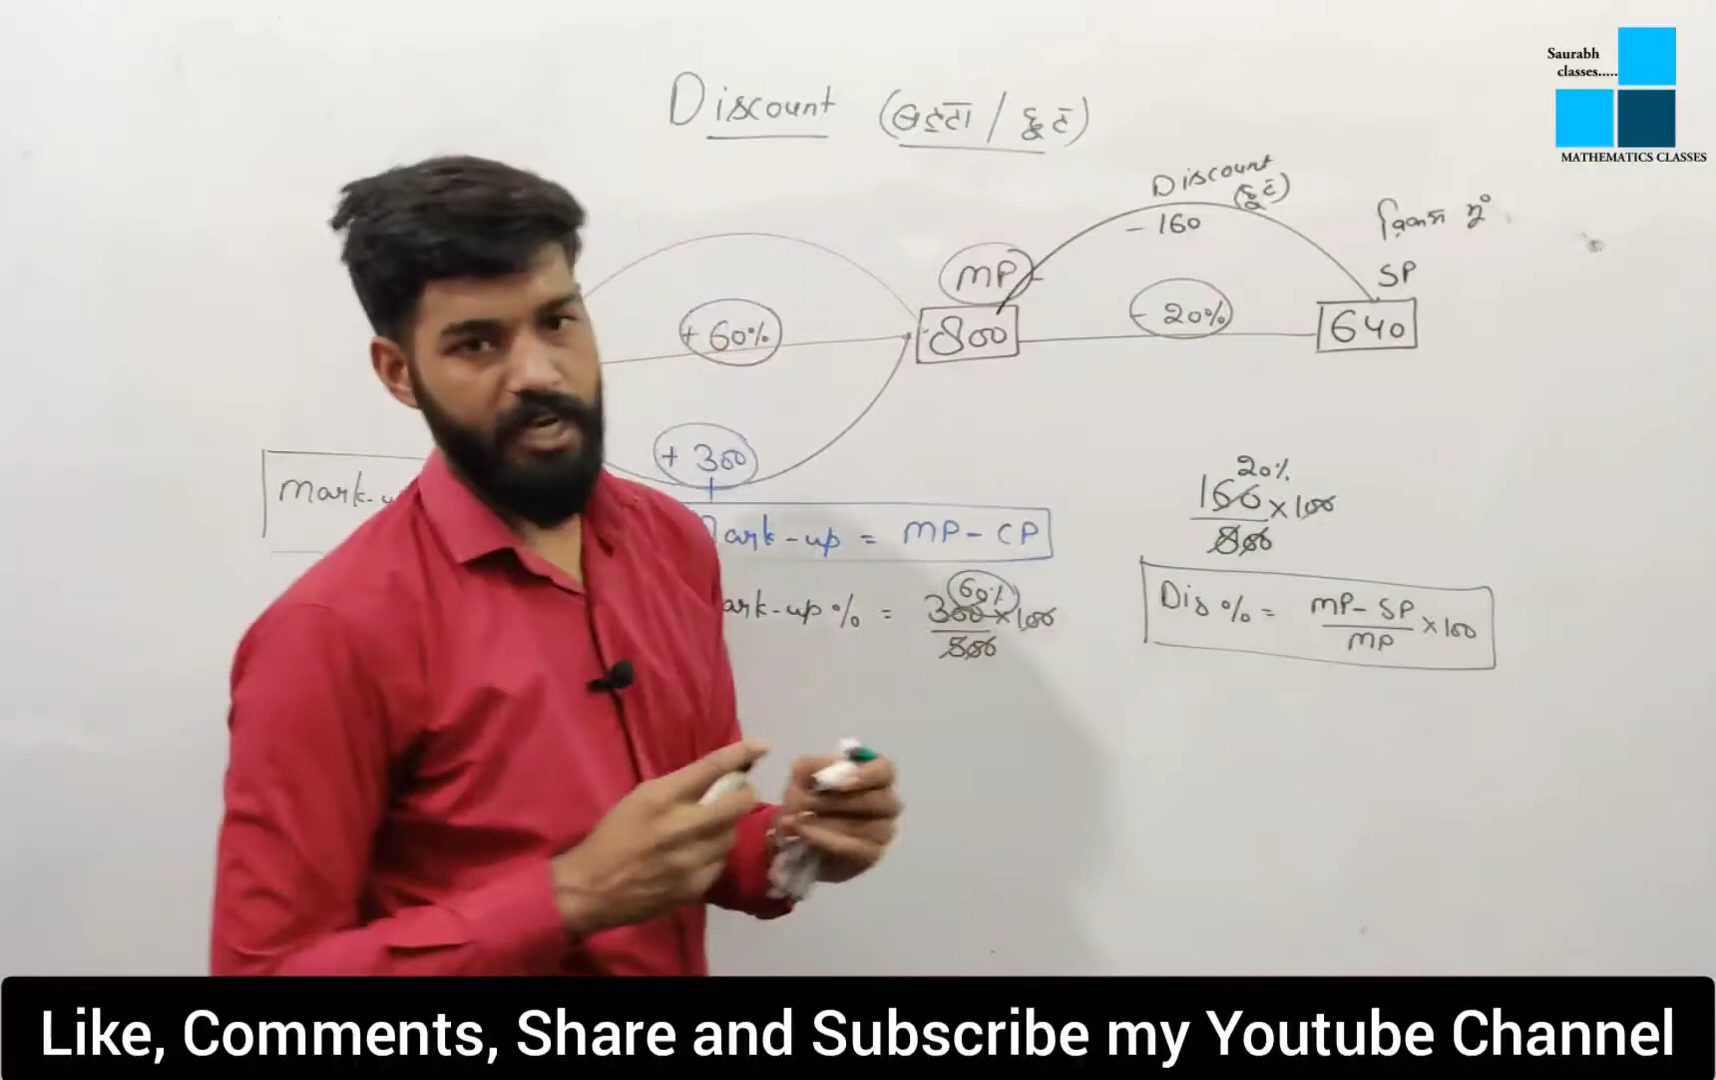 Saurabh
classes.....
MATHEMATICS CLASSES
Discount (बट्टा / छूट)
Discount
(छूट)
- 160
MP
SP
+ 60%
800
- 20%
640
+ 300
Mark-u
Mark-up = MP - CP
ark-up % = 300 × 100
500
60%
20%
160 × 100
800
Dis % = MP - SP × 100
MP
Like, Comments, Share and Subscribe my Youtube Channel